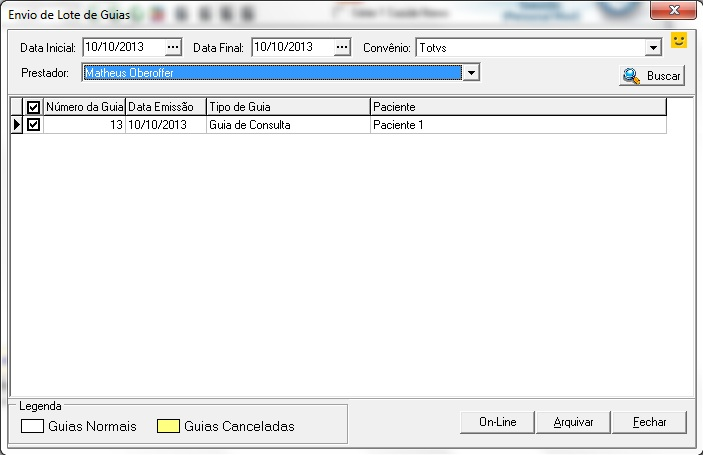 Envio de Lote de Guias
Data Inicial: 10/10/2013 ... Data Final: 10/10/2013 ... Convênio: Totvs
Prestador: Matheus Oberoffer
Buscar
Número da Guia Data Emissão Tipo de Guia Paciente
13 10/10/2013 Guia de Consulta Paciente 1
Legenda
Guias Normais Guias Canceladas
On-Line Arquivar Fechar